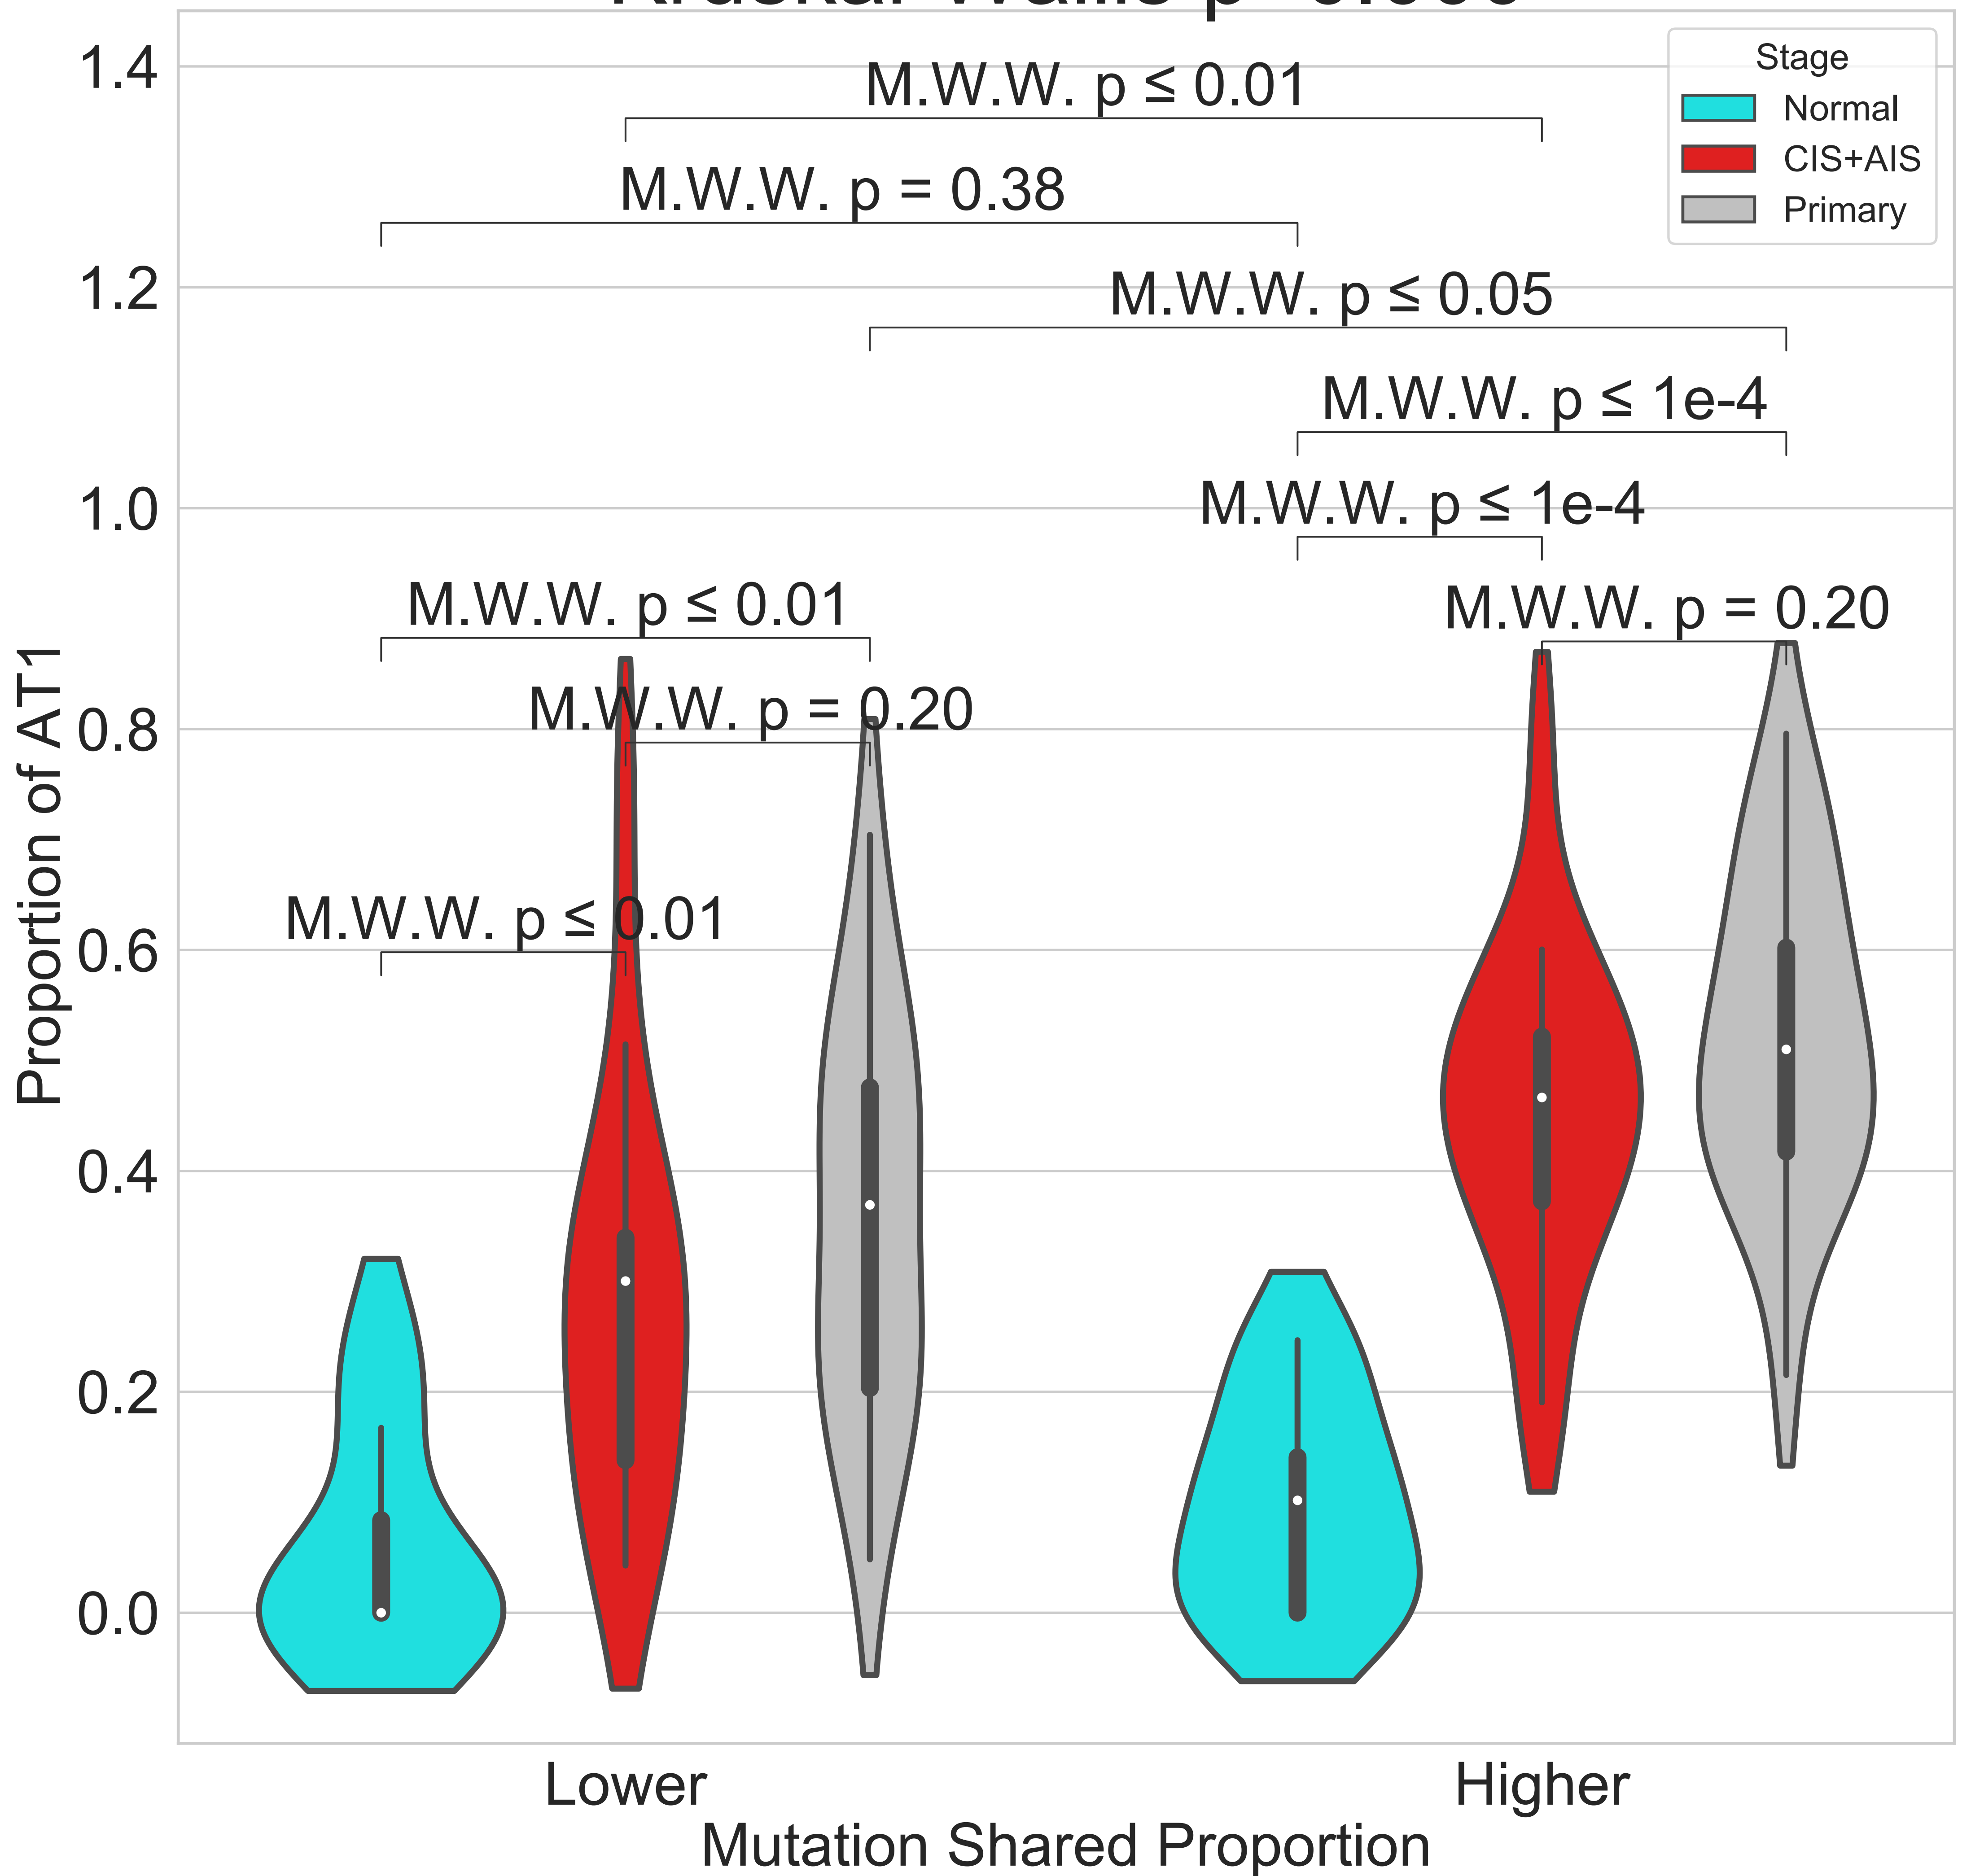 1.4
1.2
1.0
0.8
0.6
0.4
0.2
0.0
Proportion of AT1
M.W.W. p ≤ 0.01
M.W.W. p = 0.38
M.W.W. p ≤ 0.05
M.W.W. p ≤ 1e-4
M.W.W. p ≤ 1e-4
M.W.W. p ≤ 0.01
M.W.W. p = 0.20
M.W.W. p = 0.20
M.W.W. p ≤ 0.01
Stage
Normal
CIS+AIS
Primary
Lower
Higher
Mutation Shared Proportion